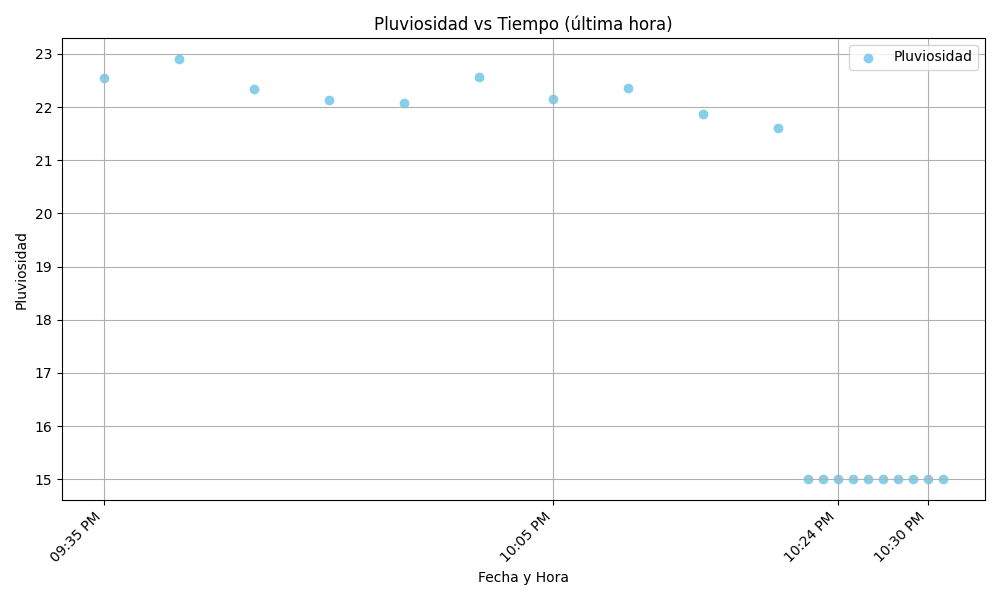 Pluviosidad vs Tiempo (última hora)
Pluviosidad
23
22
21
20
19
18
17
16
15
Pluviosidad
09:35 PM
10:05 PM
10:24 PM
10:30 PM
Fecha y Hora